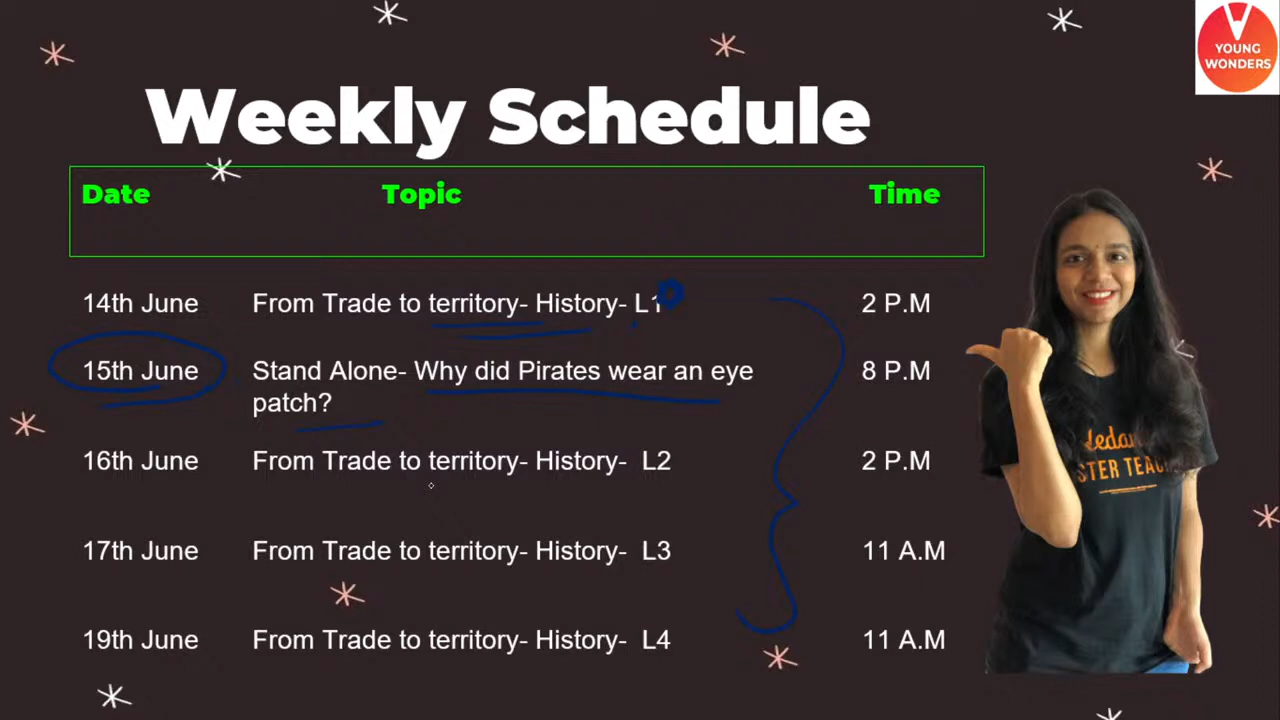 YOUNG
WONDERS
Weekly Schedule
Date Topic Time
14th June From Trade to territory- History- L1 2 P.M
15th June Stand Alone- Why did Pirates wear an eye 8 P.M
patch?
16th June From Trade to territory- History- L2 2 P.M
17th June From Trade to territory- History- L3 11 A.M
19th June From Trade to territory- History- L4 11 A.M